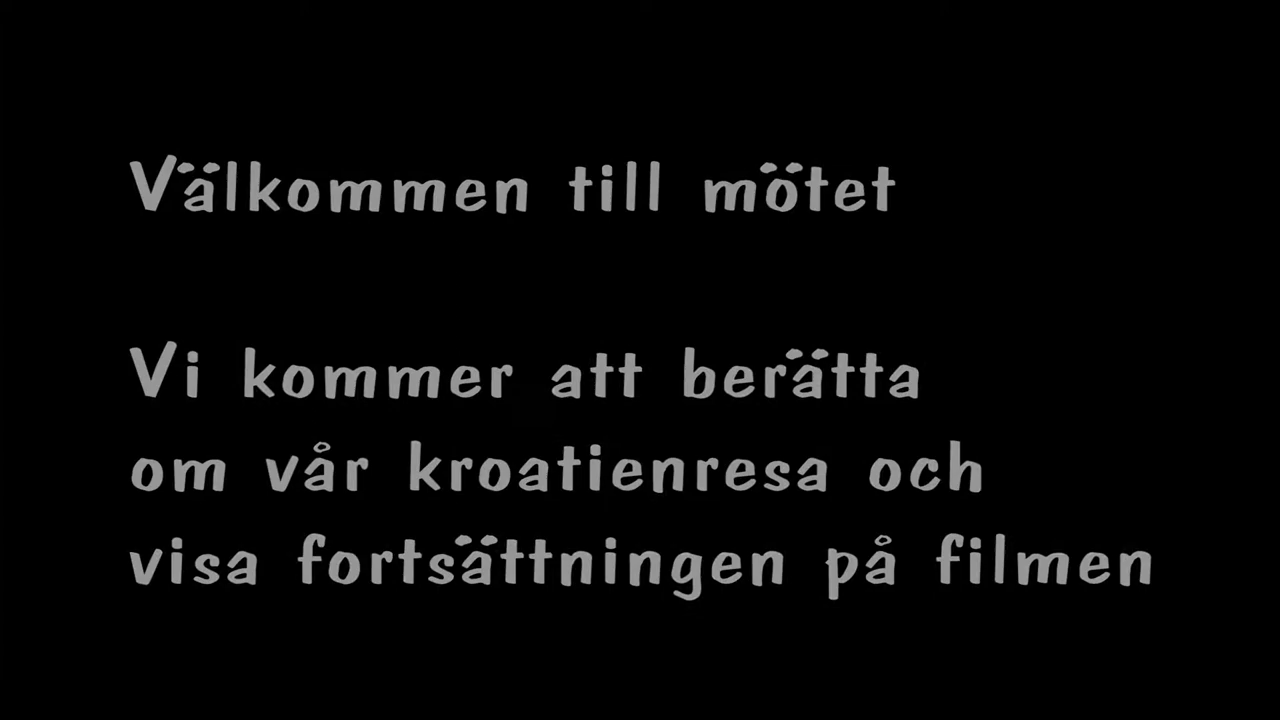 Välkommen till mötet
Vi kommer att berätta
om vår kroatienresa och
visa fortsättningen på filmen